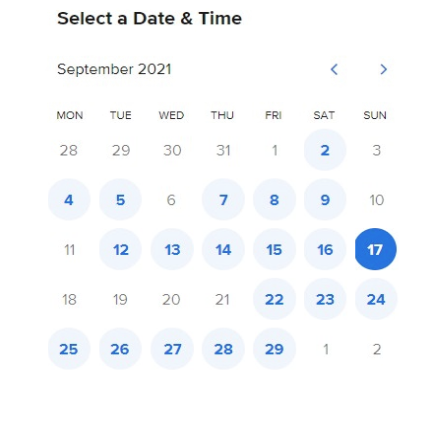 Select a Date & Time
September 2021
MON TUE WED THU FRI SAT SUN
28 29 30 31 1 2 3
4 5 6 7 8 9 10
11 12 13 14 15 16 17
18 19 20 21 22 23 24
25 26 27 28 29 1 2